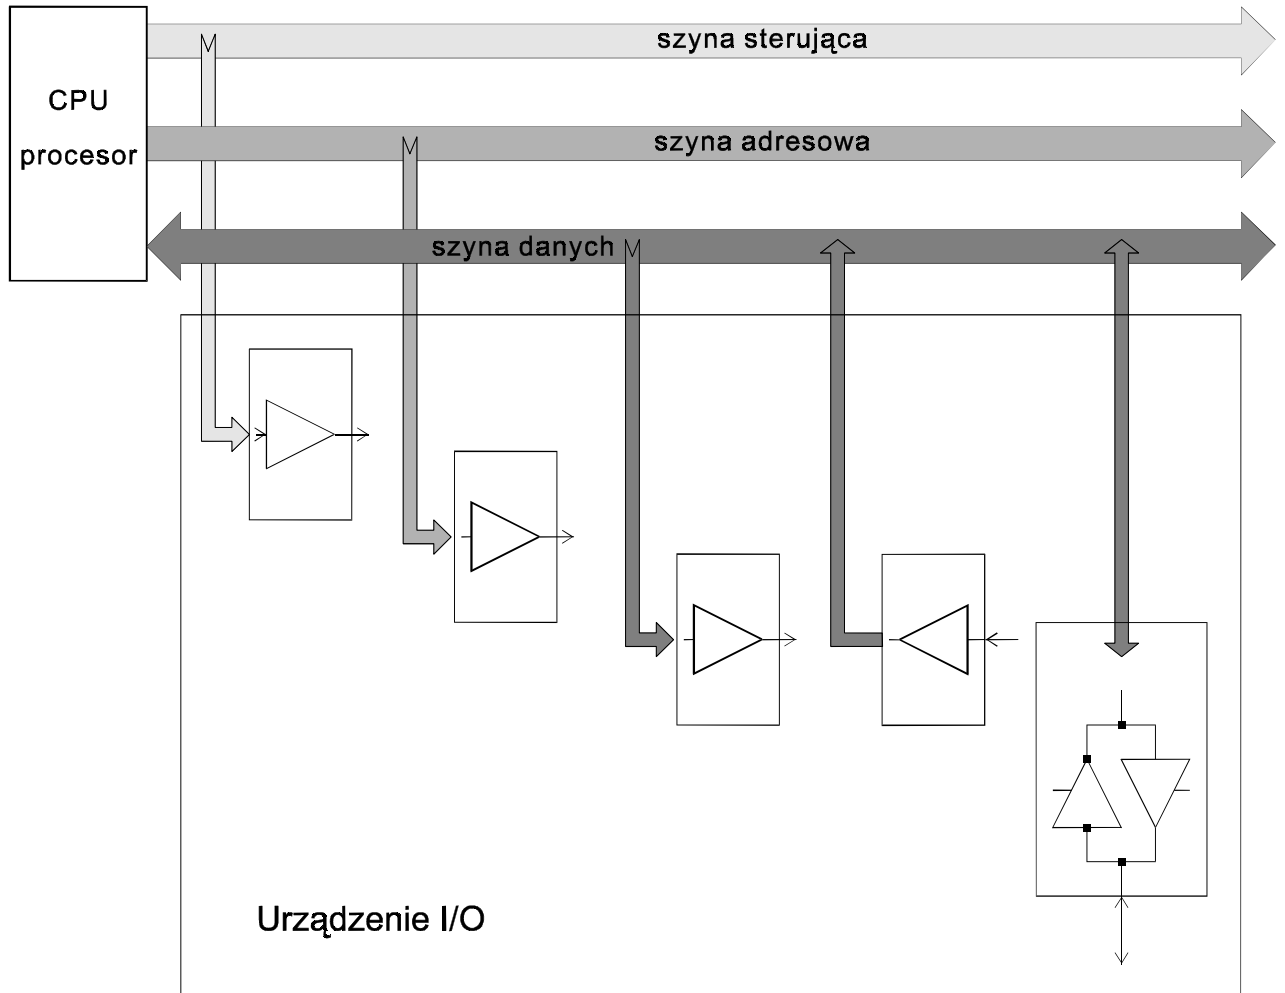 szyna sterująca
CPU
procesor
szyna adresowa
szyna danych
Urządzenie I/O